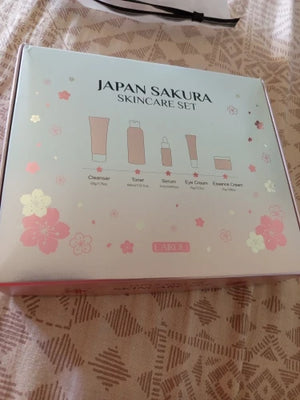 JAPAN SAKURA
SKINCARE SET
Cleanser Toner Serum Eye Cream Essence Cream